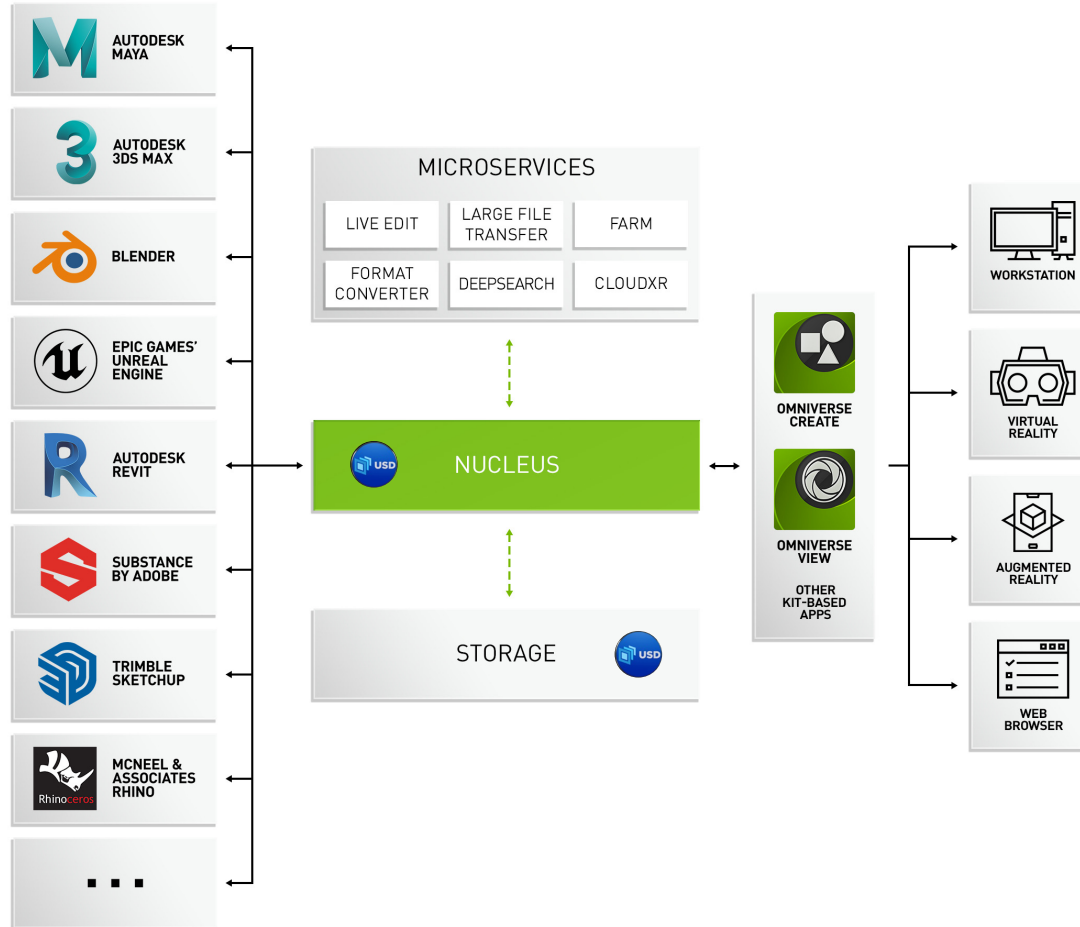 AUTODESK
MAYA
AUTODESK
3DS MAX
BLENDER
EPIC GAMES'
UNREAL
ENGINE
AUTODESK
REVIT
SUBSTANCE
BY ADOBE
TRIMBLE
SKETCHUP
Rhinoceros
MCNEEL &
ASSOCIATES
RHINO
...
MICROSERVICES
LIVE EDIT
LARGE FILE
TRANSFER
FARM
FORMAT
CONVERTER
DEEPSEARCH
CLOUDXR
USD
NUCLEUS
STORAGE
USD
OMNIVERSE
CREATE
OMNIVERSE
VIEW
OTHER
KIT-BASED
APPS
WORKSTATION
VIRTUAL
REALITY
AUGMENTED
REALITY
WEB
BROWSER